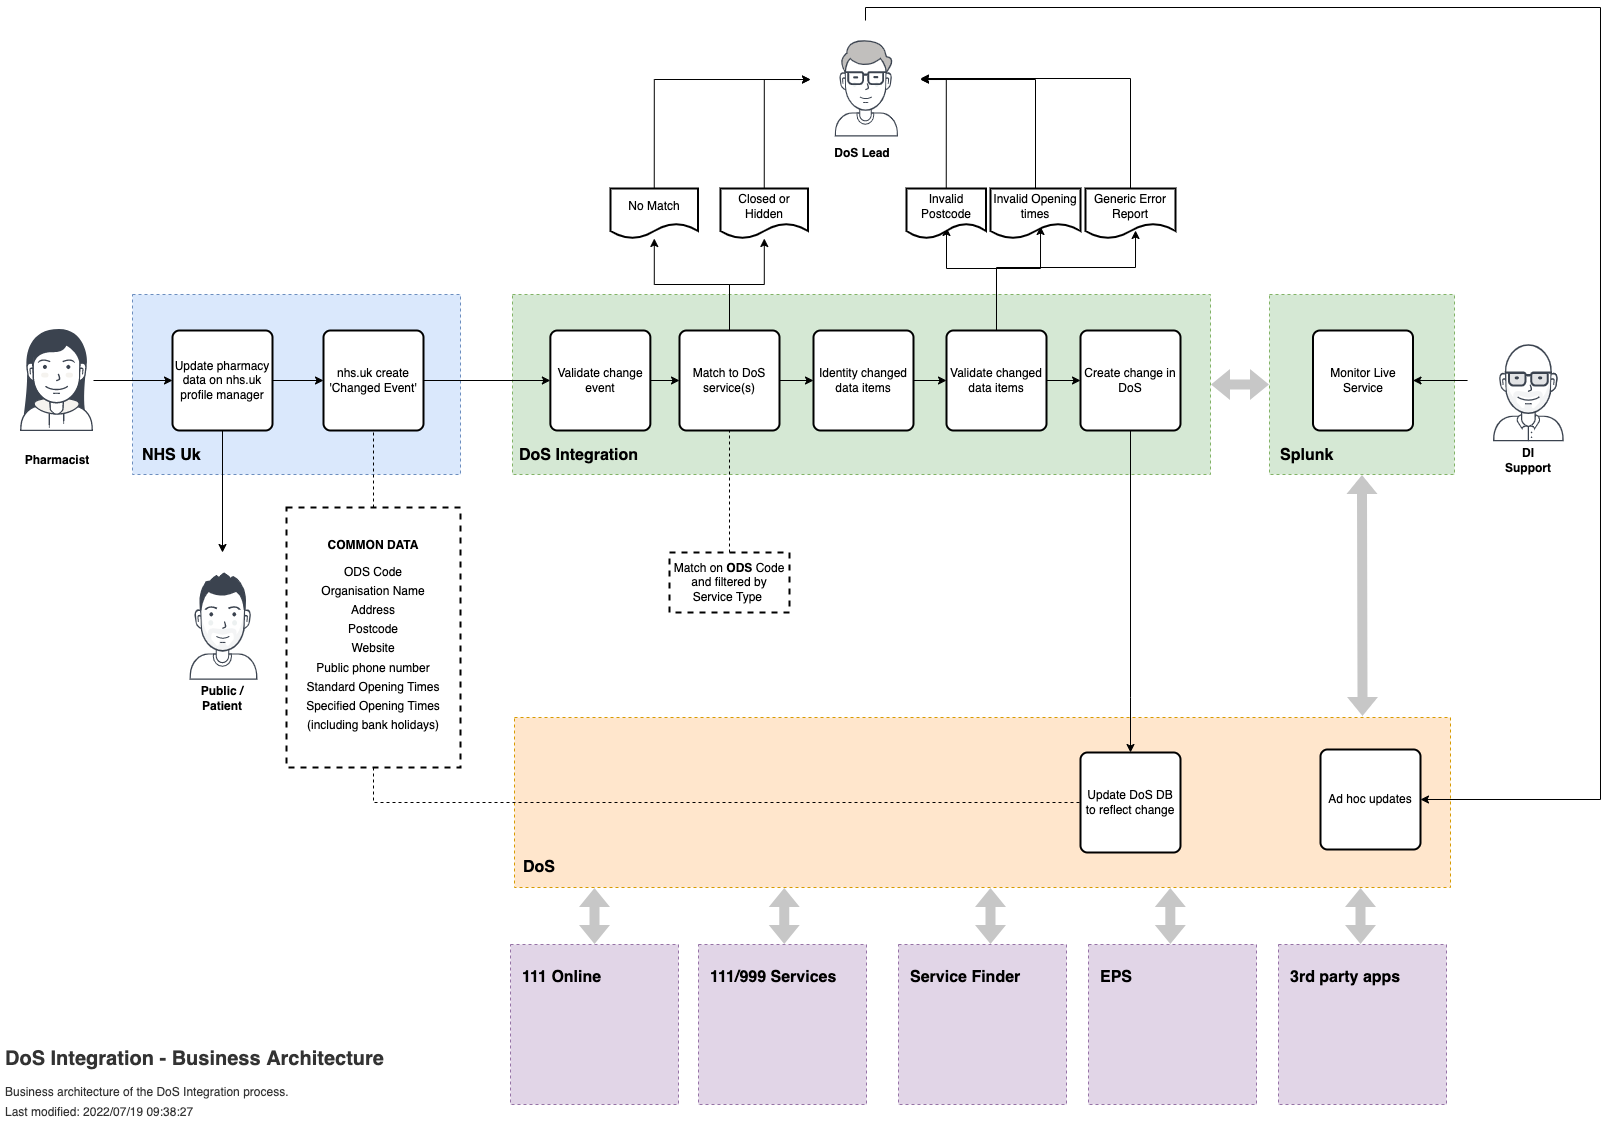 DoS Lead
No Match
Closed or
Hidden
Invalid
Postcode
Invalid Opening
times
Generic Error
Report
Pharmacist
Update pharmacy
data on nhs.uk
profile manager
nhs.uk create
'Changed Event'
NHS Uk
Validate change
event
Match to DoS
service(s)
Identity changed
data items
Validate changed
data items
Create change in
DoS
DoS Integration
Monitor Live
Service
Splunk
DI
Support
COMMON DATA
ODS Code
Organisation Name
Address
Postcode
Website
Public phone number
Standard Opening Times
Specified Opening Times
(including bank holidays)
Match on ODS Code
and filtered by
Service Type
Public /
Patient
Update DoS DB
to reflect change
Ad hoc updates
DoS
111 Online
111/999 Services
Service Finder
EPS
3rd party apps
DoS Integration - Business Architecture
Business architecture of the DoS Integration process.
Last modified: 2022/07/19 09:38:27